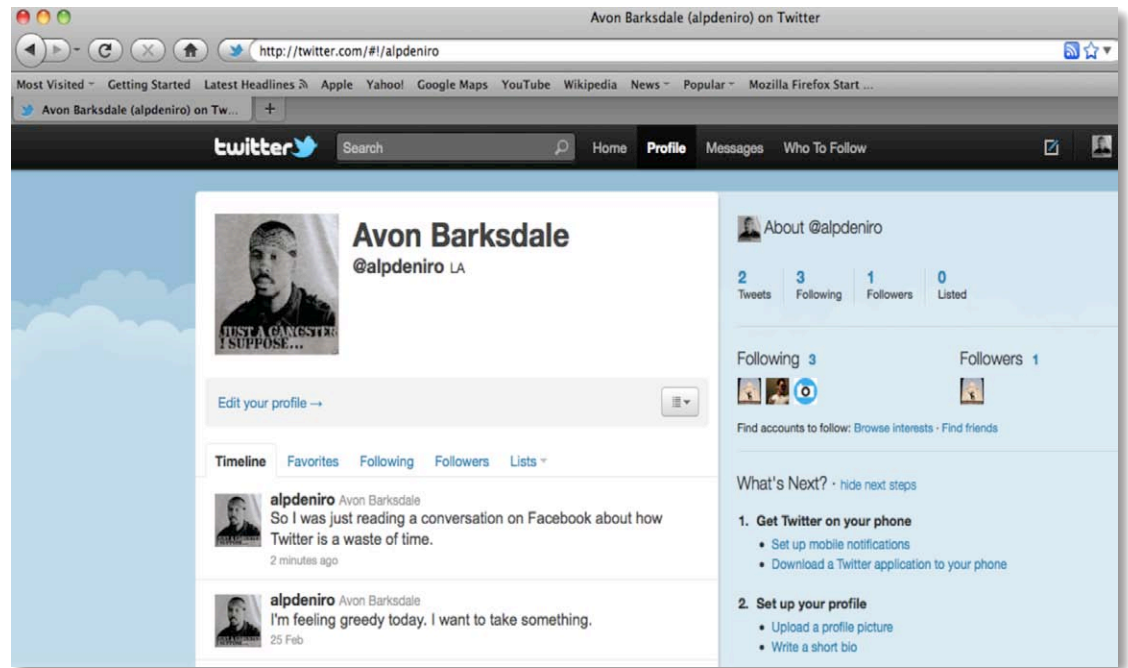 Avon Barksdale (alpdeniro) on Twitter
http://twitter.com/#!/alpdeniro
Most Visited Getting Started Latest Headlines Apple Yahoo! Google Maps YouTube Wikipedia News Popular Mozilla Firefox Start ...
Avon Barksdale (alpdeniro) on Tw... +
twitter Search Home Profile Messages Who To Follow
JUST A GANGSTER
I SUPPOSE...
Avon Barksdale
@alpdeniro LA
Edit your profile →
Timeline Favorites Following Followers Lists
alpdeniro Avon Barksdale
So I was just reading a conversation on Facebook about how
Twitter is a waste of time.
2 minutes ago
alpdeniro Avon Barksdale
I'm feeling greedy today. I want to take something.
25 Feb
About @alpdeniro
2 3 1 0
Tweets Following Followers Listed
Following 3 Followers 1
Find accounts to follow: Browse interests · Find friends
What's Next? · hide next steps
1. Get Twitter on your phone
• Set up mobile notifications
• Download a Twitter application to your phone
2. Set up your profile
• Upload a profile picture
• Write a short bio